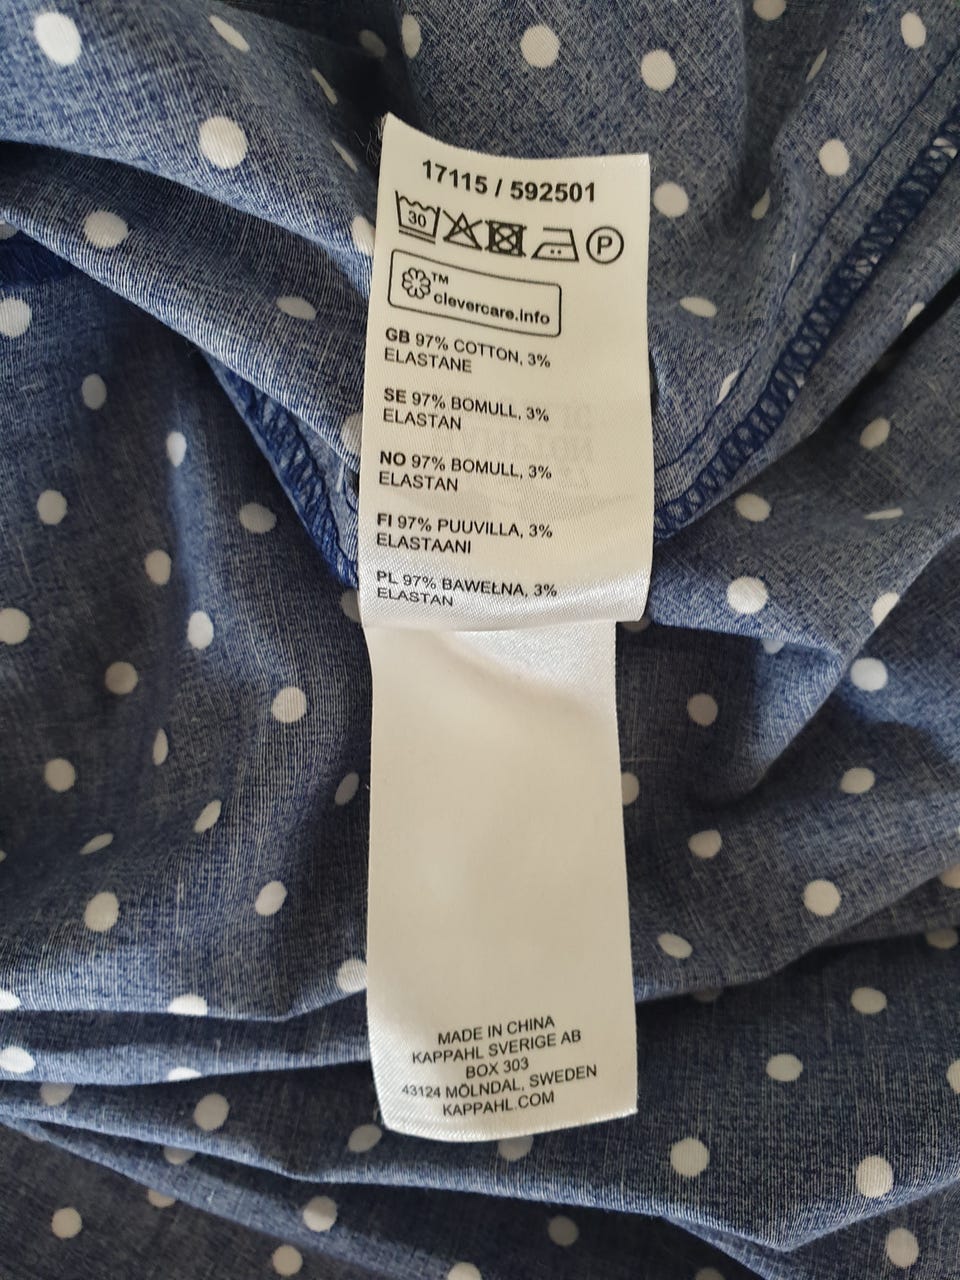 17115 / 592501
30
P
TM
clevercare.info
GB 97% COTTON, 3%
ELASTANE
SE 97% BOMULL, 3%
ELASTAN
NO 97% BOMULL, 3%
ELASTAN
FI 97% PUUVILLA, 3%
ELASTAANI
PL 97% BAWEŁNA, 3%
ELASTAN
MADE IN CHINA
KAPPAHL SVERIGE AB
BOX 303
43124 MÖLNDAL, SWEDEN
KAPPAHL.COM